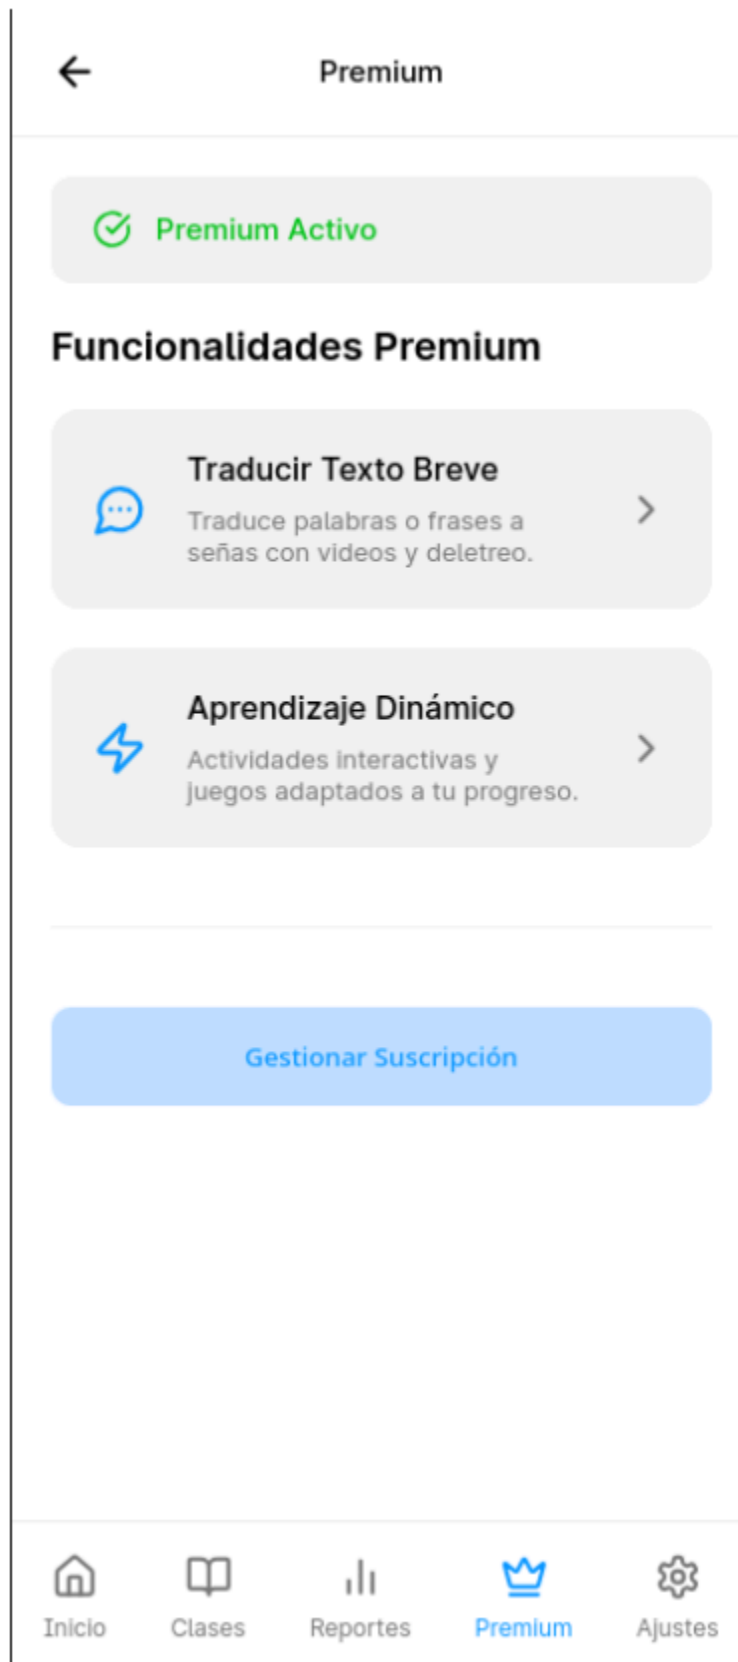 Premium
Premium Activo
Funcionalidades Premium
Traducir Texto Breve
Traduce palabras o frases a
señas con videos y deletreo.
Aprendizaje Dinámico
Actividades interactivas y
juegos adaptados a tu progreso.
Gestionar Suscripción
Inicio
Clases
Reportes
Premium
Ajustes